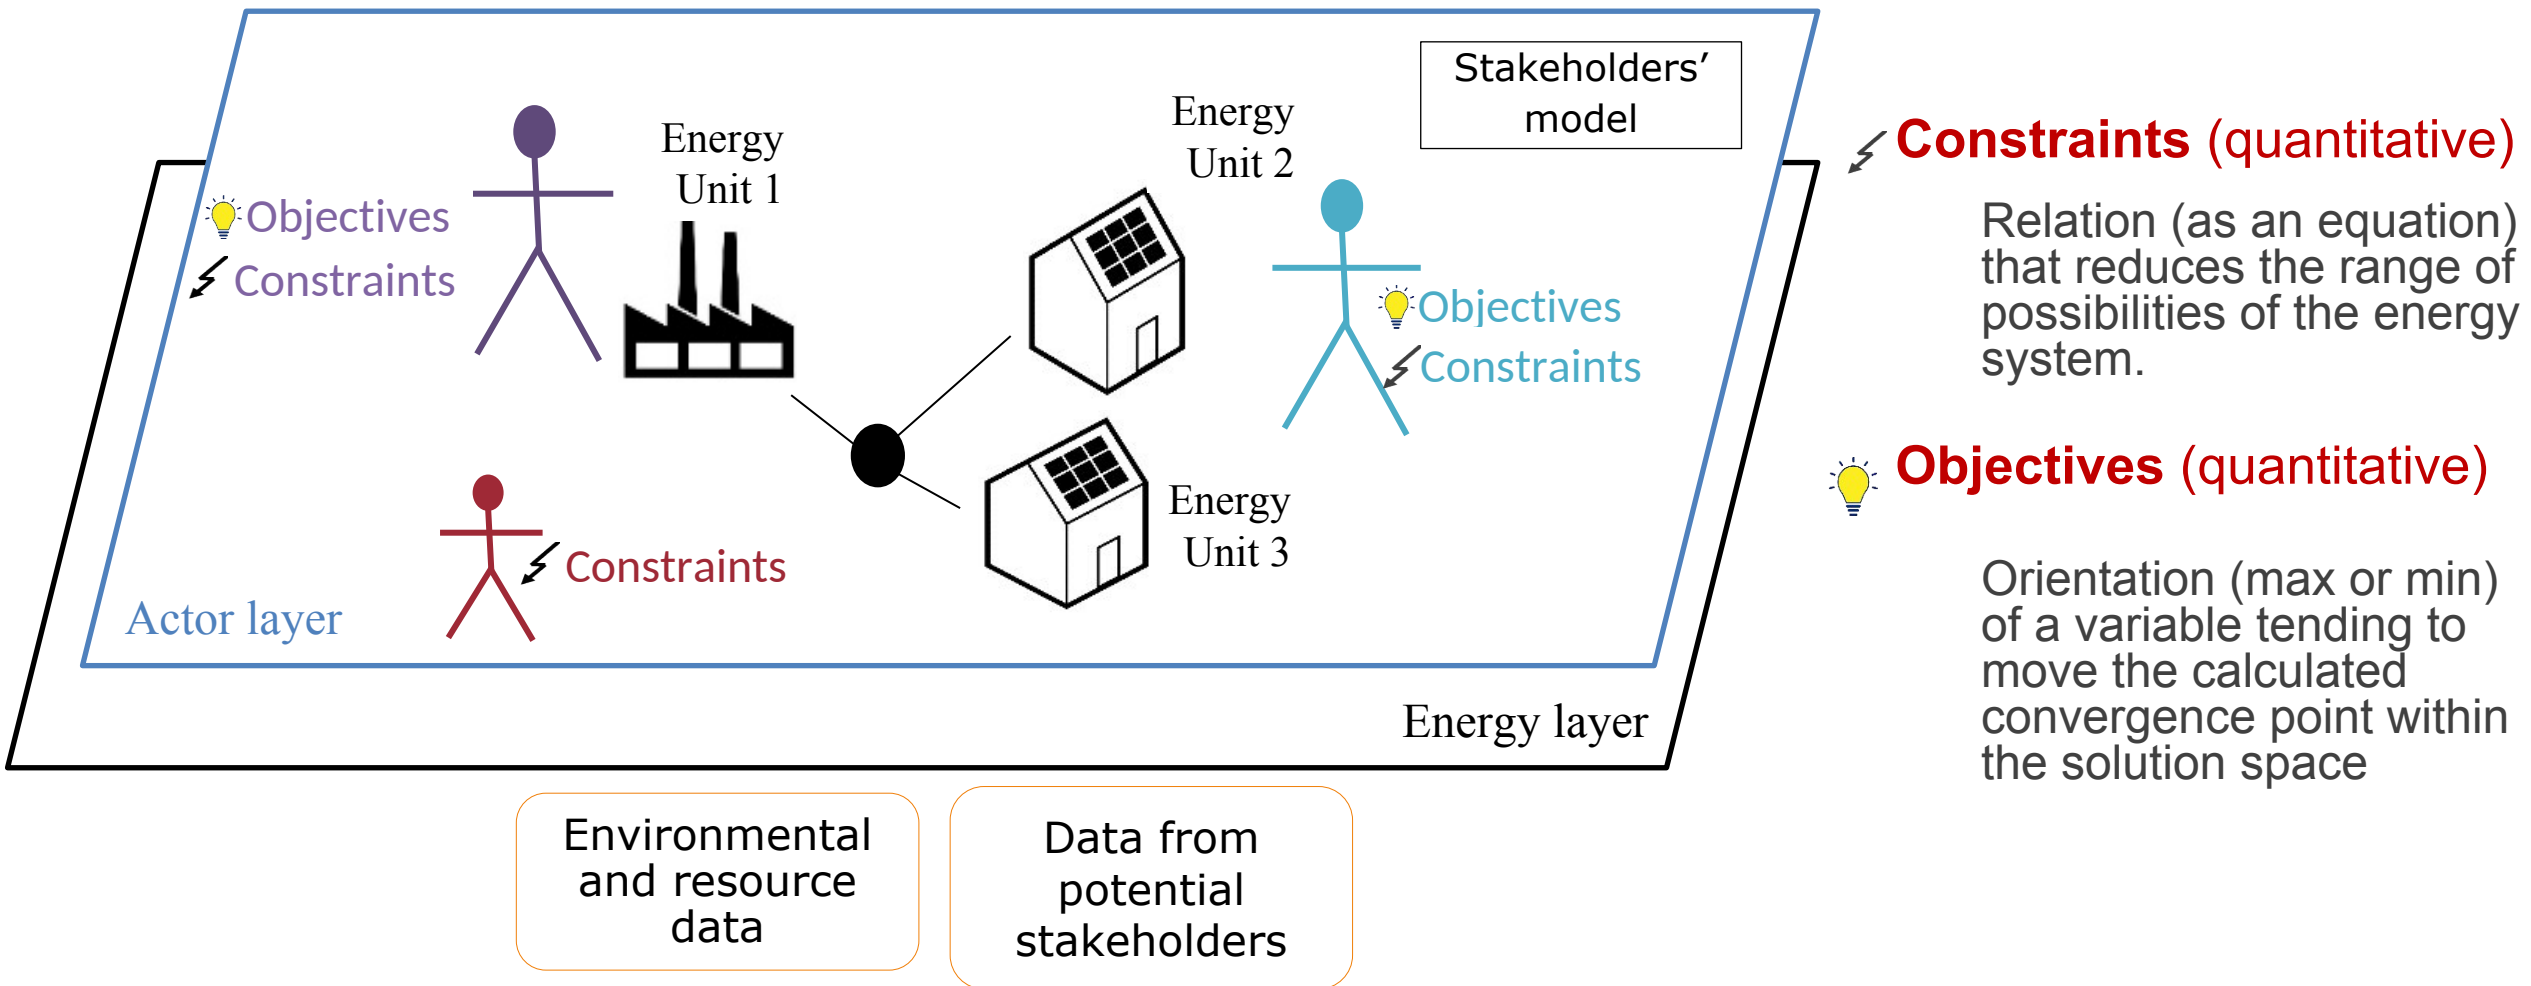 Stakeholders’
model
Energy
Unit 1
Energy
Unit 2
Objectives
Constraints
Objectives
Constraints
Energy
Unit 3
Constraints
Actor layer
Energy layer
Environmental
and resource
data
Data from
potential
stakeholders
Constraints (quantitative)
Relation (as an equation)
that reduces the range of
possibilities of the energy
system.
Objectives (quantitative)
Orientation (max or min)
of a variable tending to
move the calculated
convergence point within
the solution space